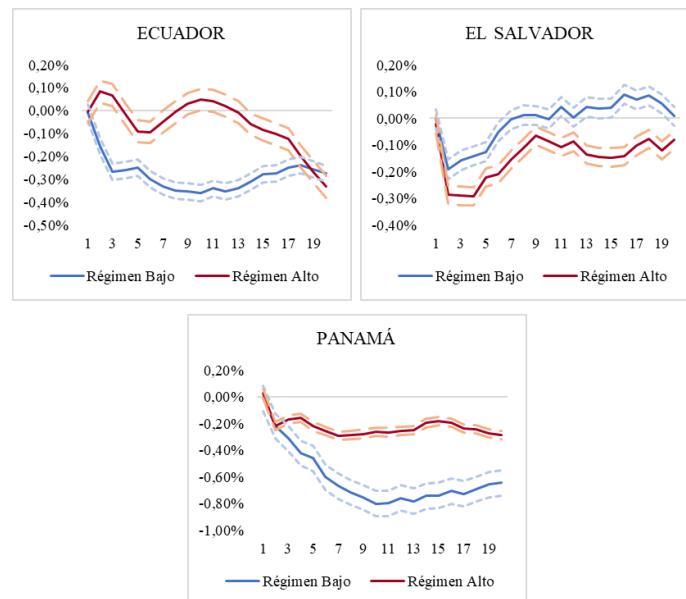 ECUADOR
0,20%
0,10%
0,00%
-0,10%
-0,20%
-0,30%
-0,40%
-0,50%
1 3 5 7 9 11 13 15 17 19
Régimen Bajo Régimen Alto
EL SALVADOR
0,20%
0,10%
0,00%
-0,10%
-0,20%
-0,30%
-0,40%
1 3 5 7 9 11 13 15 17 19
Régimen Bajo Régimen Alto
PANAMÁ
0,20%
0,00%
-0,20%
-0,40%
-0,60%
-0,80%
-1,00%
1 3 5 7 9 11 13 15 17 19
Régimen Bajo Régimen Alto